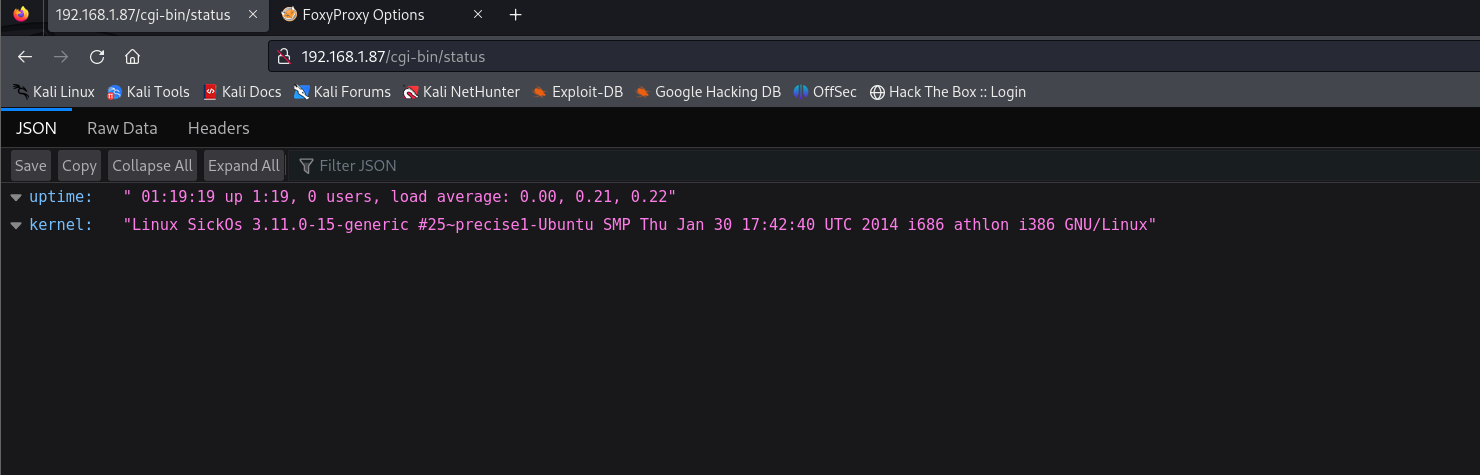 192.168.1.87/cgi-bin/status FoxyProxy Options
192.168.1.87/cgi-bin/status
Kali Linux Kali Tools Kali Docs Kali Forums Kali NetHunter Exploit-DB Google Hacking DB OffSec Hack The Box :: Login
JSON Raw Data Headers
Save Copy Collapse All Expand All Filter JSON
uptime: " 01:19:19 up 1:19, 0 users, load average: 0.00, 0.21, 0.22"
kernel: "Linux SickOs 3.11.0-15-generic #25~precise1-Ubuntu SMP Thu Jan 30 17:42:40 UTC 2014 i686 athlon i386 GNU/Linux"